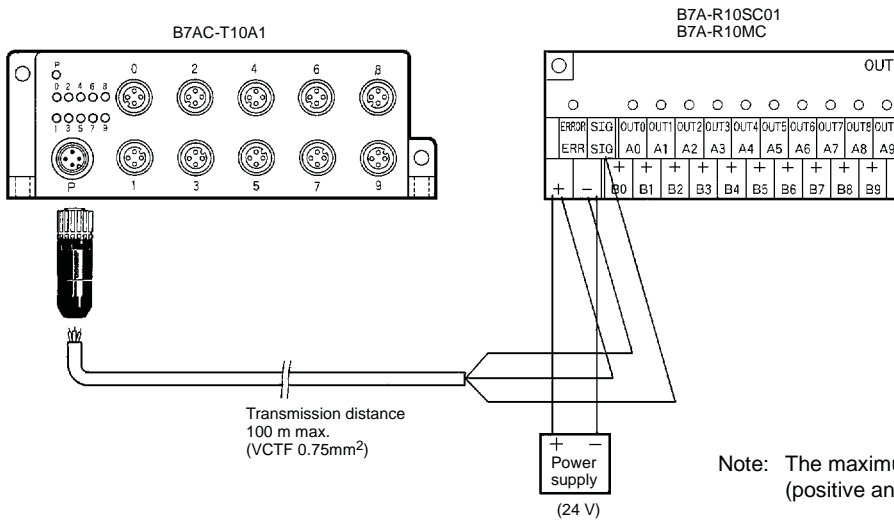 B7AC-T10A1
B7A-R10SC01
B7A-R10MC
P
0 2 4 6 8
1 3 5 7 9
0 2 4 6 8
P 1 3 5 7 9
OUT
ERROR SIG OUT0 OUT1 OUT2 OUT3 OUT4 OUT5 OUT6 OUT7 OUT8 OUT
ERR SIG A0 A1 A2 A3 A4 A5 A6 A7 A8 A9
+ − + + + + + + + + + +
B0 B1 B2 B3 B4 B5 B6 B7 B8 B9
Transmission distance
100 m max.
(VCTF 0.75mm²)
+ −
Power
supply
(24 V)
Note: The maximu
(positive an